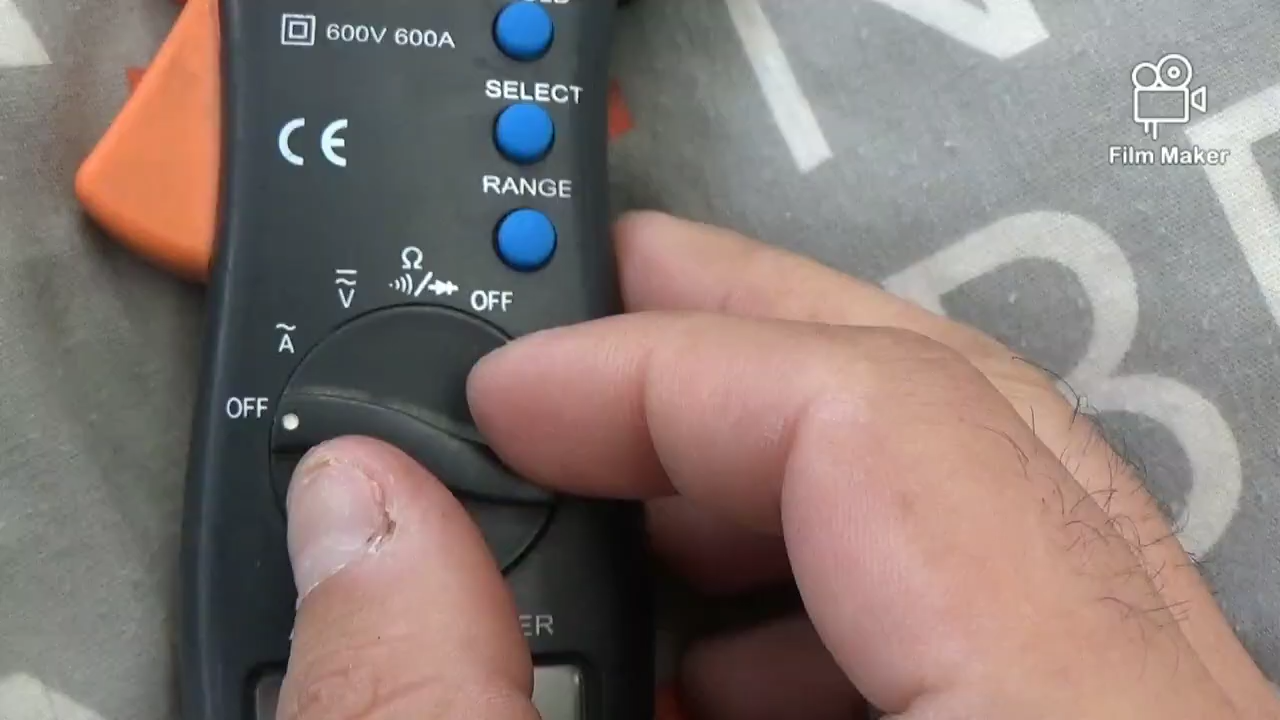 600V 600A
SELECT
CE
RANGE
Ω
V
OFF
A
OFF
Film Maker